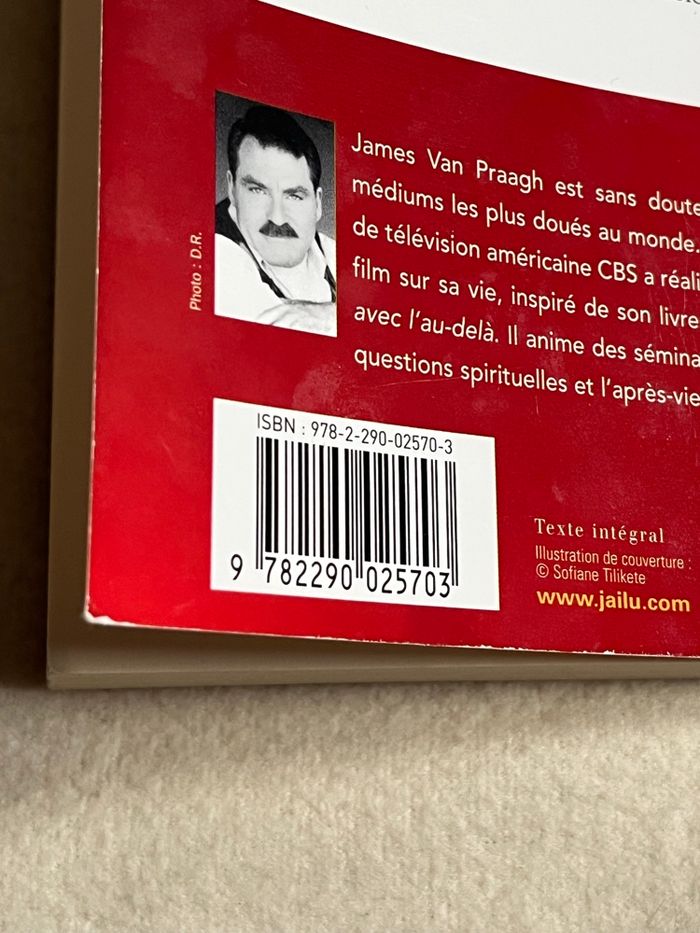 Photo : D.R.
James Van Praagh est sans doute
médiums les plus doués au monde.
de télévision américaine CBS a réali
film sur sa vie, inspiré de son livre
avec l'au-delà. Il anime des sémina
questions spirituelles et l'après-vie
ISBN : 978-2-290-02570-3
9 782290 025703
Texte intégral
Illustration de couverture :
© Sofiane Tilikete
www.jailu.com